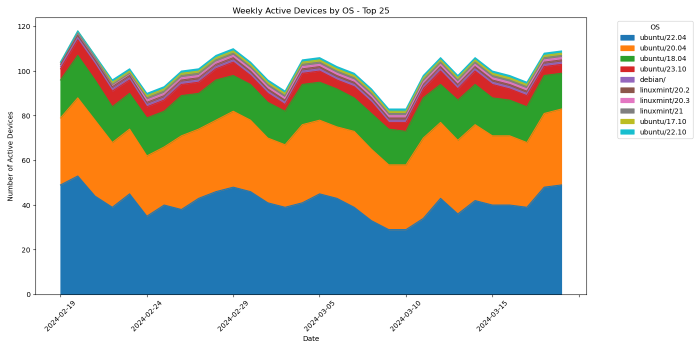 Weekly Active Devices by OS - Top 25
Number of Active Devices
120
100
80
60
40
20
0
2024-02-19
2024-02-24
2024-02-29
2024-03-05
2024-03-10
2024-03-15
Date
OS
ubuntu/22.04
ubuntu/20.04
ubuntu/18.04
ubuntu/23.10
debian/
linuxmint/20.2
linuxmint/20.3
linuxmint/21
ubuntu/17.10
ubuntu/22.10